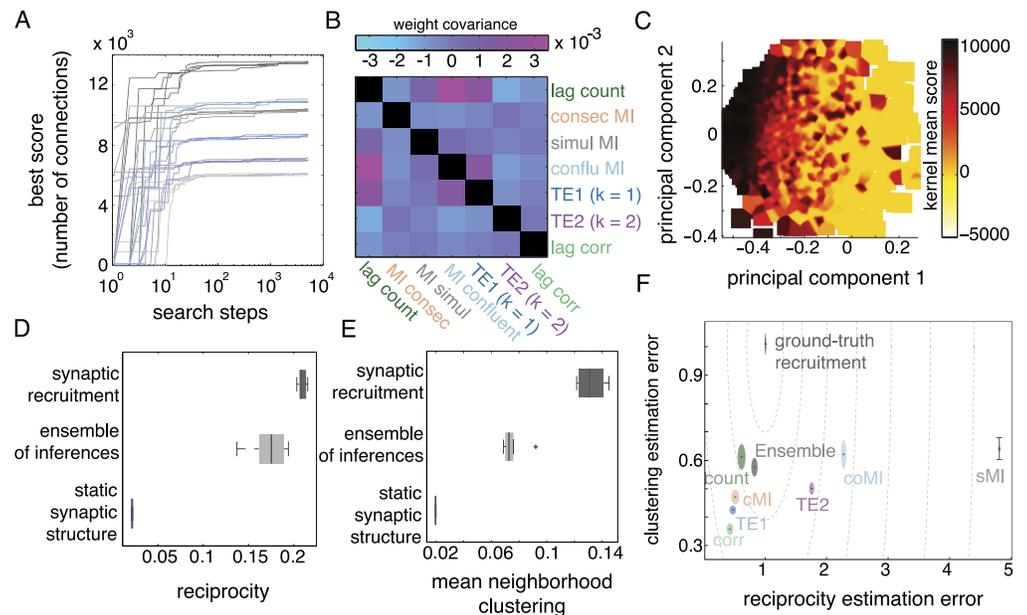 A
x 10³
12
8
4
0
10⁰
10¹
10²
10³
10⁴
best score
(number of connections)
search steps
B
weight covariance
x 10⁻³
-3 -2 -1 0 1 2 3
lag count
consec MI
simul MI
conflu MI
TE1 (k = 1)
TE2 (k = 2)
lag corr
lag count
MI consec
MI simul
MI confluent
TE1 (k = 1)
TE2 (k = 2)
lag corr
C
principal component 2
0.2
0
−0.2
−0.4
−0.4 −0.2 0 0.2
principal component 1
10000
5000
0
−5000
kernel mean score
D
synaptic
recruitment
ensemble
of inferences
static
synaptic
structure
0.05 0.1 0.15 0.2
reciprocity
E
synaptic
recruitment
ensemble
of inferences
static
synaptic
structure
0.02 0.06 0.10 0.14
mean neighborhood
clustering
F
clustering estimation error
0.9
0.6
0.3
ground-truth
recruitment
Ensemble
count
coMI
sMI
cMI
TE2
TE1
corr
1 2 3 4 5
reciprocity estimation error